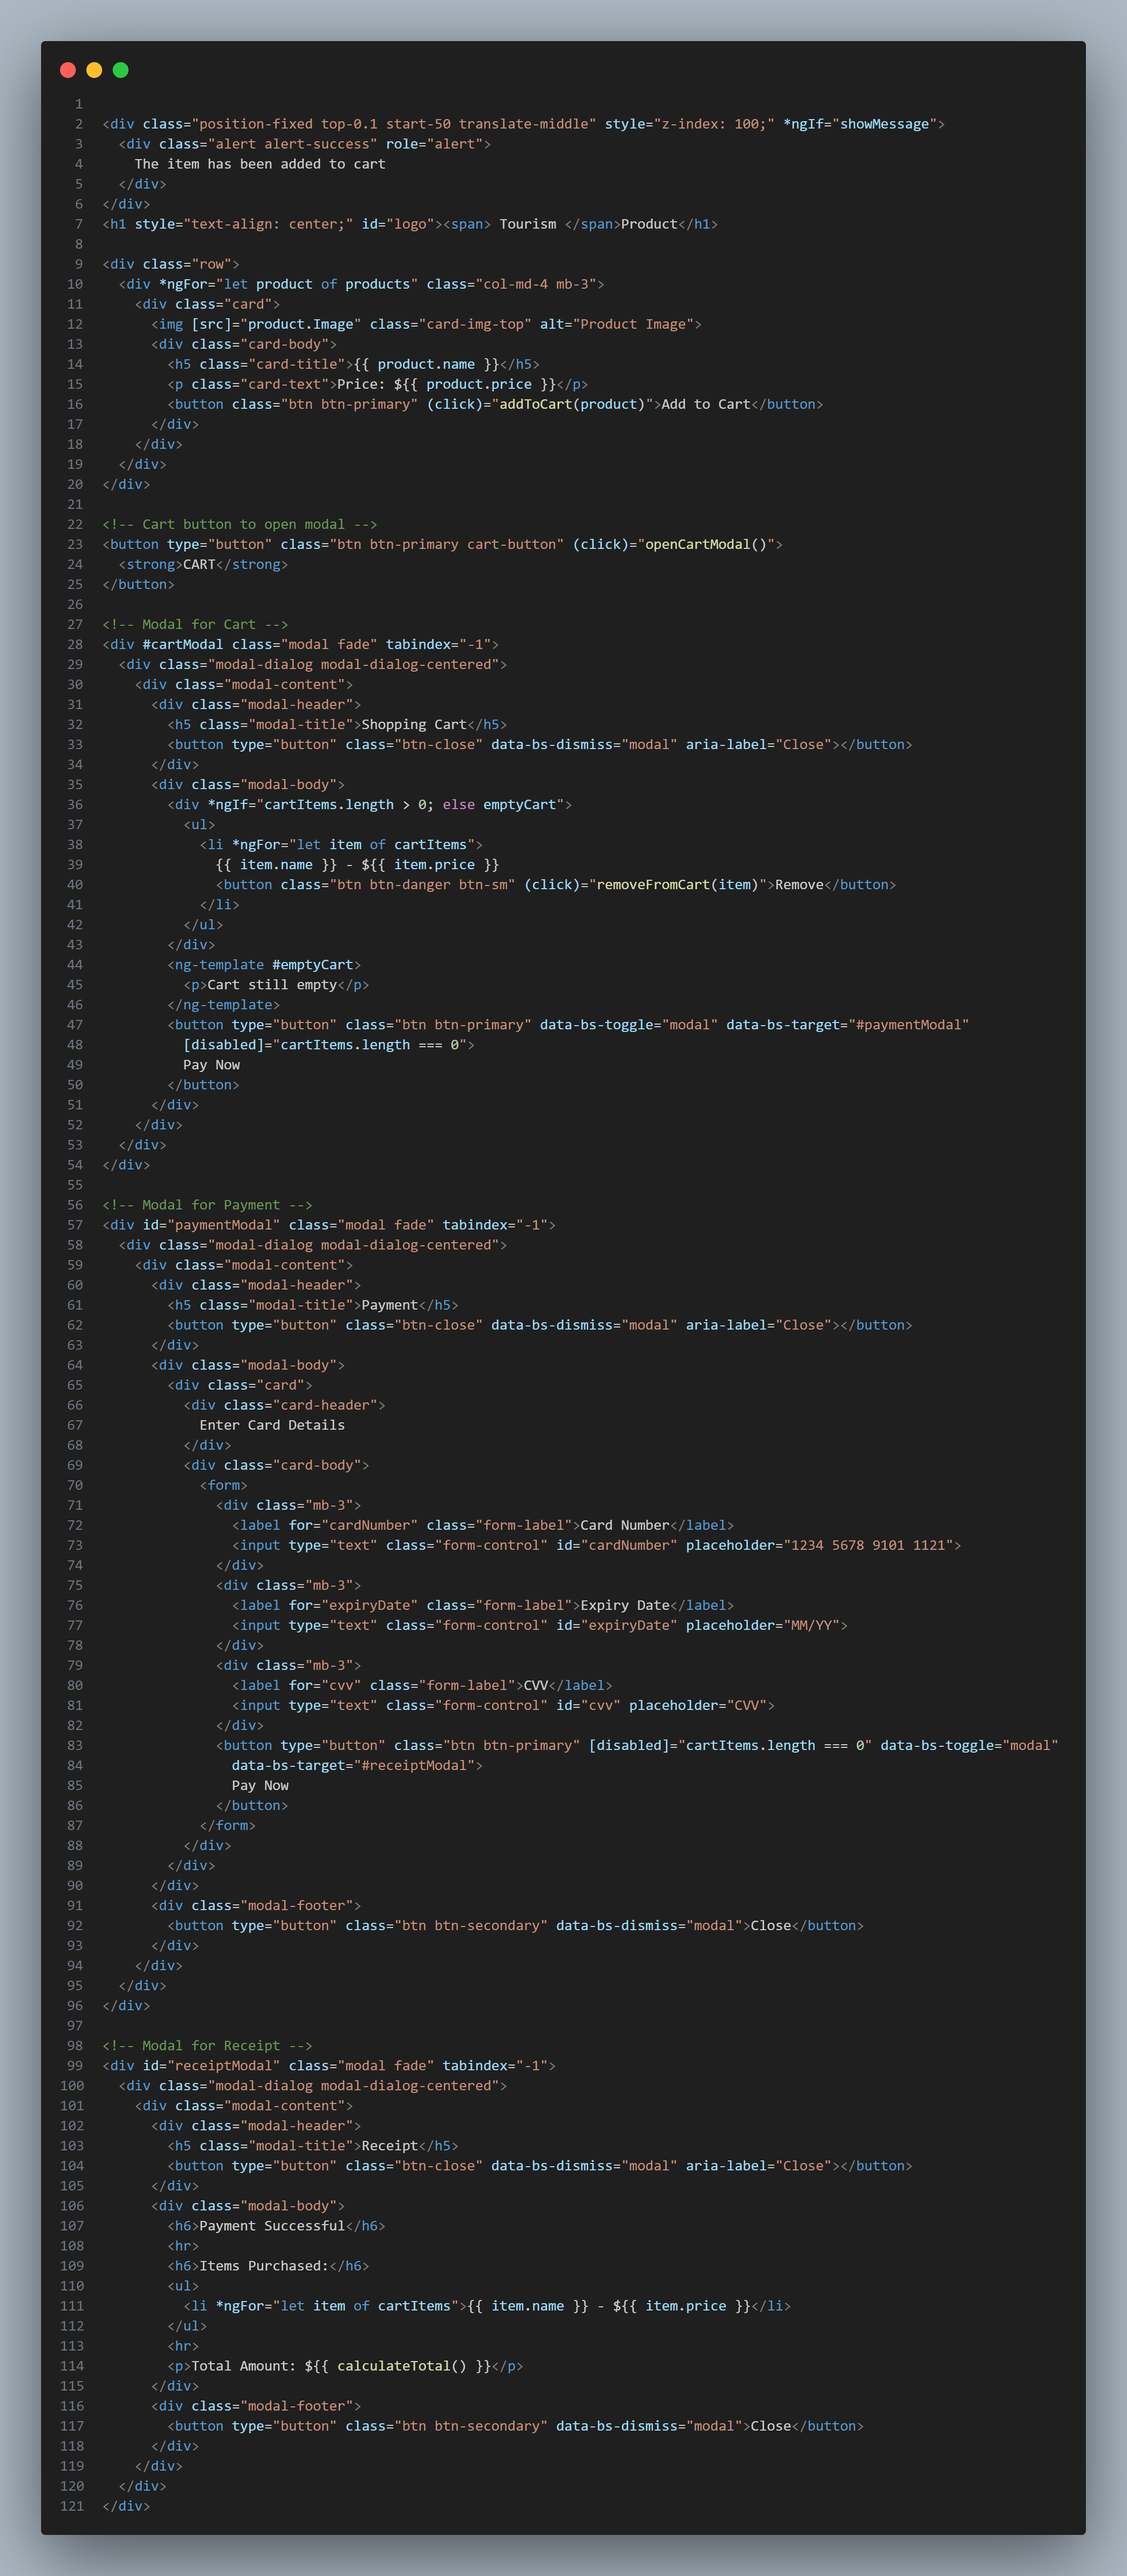 1
2 <div class="position-fixed top-0.1 start-50 translate-middle" style="z-index: 100;" *ngIf="showMessage">
3   <div class="alert alert-success" role="alert">
4     The item has been added to cart
5   </div>
6 </div>
7 <h1 style="text-align: center;" id="logo"><span> Tourism </span>Product</h1>
8
9 <div class="row">
10   <div *ngFor="let product of products" class="col-md-4 mb-3">
11     <div class="card">
12       <img [src]="product.Image" class="card-img-top" alt="Product Image">
13       <div class="card-body">
14         <h5 class="card-title">{{ product.name }}</h5>
15         <p class="card-text">Price: ${{ product.price }}</p>
16         <button class="btn btn-primary" (click)="addToCart(product)">Add to Cart</button>
17       </div>
18     </div>
19   </div>
20 </div>
21
22 <!-- Cart button to open modal -->
23 <button type="button" class="btn btn-primary cart-button" (click)="openCartModal()">
24   <strong>CART</strong>
25 </button>
26
27 <!-- Modal for Cart -->
28 <div #cartModal class="modal fade" tabindex="-1">
29   <div class="modal-dialog modal-dialog-centered">
30     <div class="modal-content">
31       <div class="modal-header">
32         <h5 class="modal-title">Shopping Cart</h5>
33         <button type="button" class="btn-close" data-bs-dismiss="modal" aria-label="Close"></button>
34       </div>
35       <div class="modal-body">
36         <div *ngIf="cartItems.length > 0; else emptyCart">
37           <ul>
38             <li *ngFor="let item of cartItems">
39               {{ item.name }} - ${{ item.price }}
40               <button class="btn btn-danger btn-sm" (click)="removeFromCart(item)">Remove</button>
41             </li>
42           </ul>
43         </div>
44         <ng-template #emptyCart>
45           <p>Cart still empty</p>
46         </ng-template>
47         <button type="button" class="btn btn-primary" data-bs-toggle="modal" data-bs-target="#paymentModal"
48           [disabled]="cartItems.length === 0">
49           Pay Now
50         </button>
51       </div>
52     </div>
53   </div>
54 </div>
55
56 <!-- Modal for Payment -->
57 <div id="paymentModal" class="modal fade" tabindex="-1">
58   <div class="modal-dialog modal-dialog-centered">
59     <div class="modal-content">
60       <div class="modal-header">
61         <h5 class="modal-title">Payment</h5>
62         <button type="button" class="btn-close" data-bs-dismiss="modal" aria-label="Close"></button>
63       </div>
64       <div class="modal-body">
65         <div class="card">
66           <div class="card-header">
67             Enter Card Details
68           </div>
69           <div class="card-body">
70             <form>
71               <div class="mb-3">
72                 <label for="cardNumber" class="form-label">Card Number</label>
73                 <input type="text" class="form-control" id="cardNumber" placeholder="1234 5678 9101 1121">
74               </div>
75               <div class="mb-3">
76                 <label for="expiryDate" class="form-label">Expiry Date</label>
77                 <input type="text" class="form-control" id="expiryDate" placeholder="MM/YY">
78               </div>
79               <div class="mb-3">
80                 <label for="cvv" class="form-label">CVV</label>
81                 <input type="text" class="form-control" id="cvv" placeholder="CVV">
82               </div>
83               <button type="button" class="btn btn-primary" [disabled]="cartItems.length === 0" data-bs-toggle="modal"
84                 data-bs-target="#receiptModal">
85                 Pay Now
86               </button>
87             </form>
88           </div>
89         </div>
90       </div>
91       <div class="modal-footer">
92         <button type="button" class="btn btn-secondary" data-bs-dismiss="modal">Close</button>
93       </div>
94     </div>
95   </div>
96 </div>
97
98 <!-- Modal for Receipt -->
99 <div id="receiptModal" class="modal fade" tabindex="-1">
100   <div class="modal-dialog modal-dialog-centered">
101     <div class="modal-content">
102       <div class="modal-header">
103         <h5 class="modal-title">Receipt</h5>
104         <button type="button" class="btn-close" data-bs-dismiss="modal" aria-label="Close"></button>
105       </div>
106       <div class="modal-body">
107         <h6>Payment Successful</h6>
108         <hr>
109         <h6>Items Purchased:</h6>
110         <ul>
111           <li *ngFor="let item of cartItems">{{ item.name }} - ${{ item.price }}</li>
112         </ul>
113         <hr>
114         <p>Total Amount: ${{ calculateTotal() }}</p>
115       </div>
116       <div class="modal-footer">
117         <button type="button" class="btn btn-secondary" data-bs-dismiss="modal">Close</button>
118       </div>
119     </div>
120   </div>
121 </div>